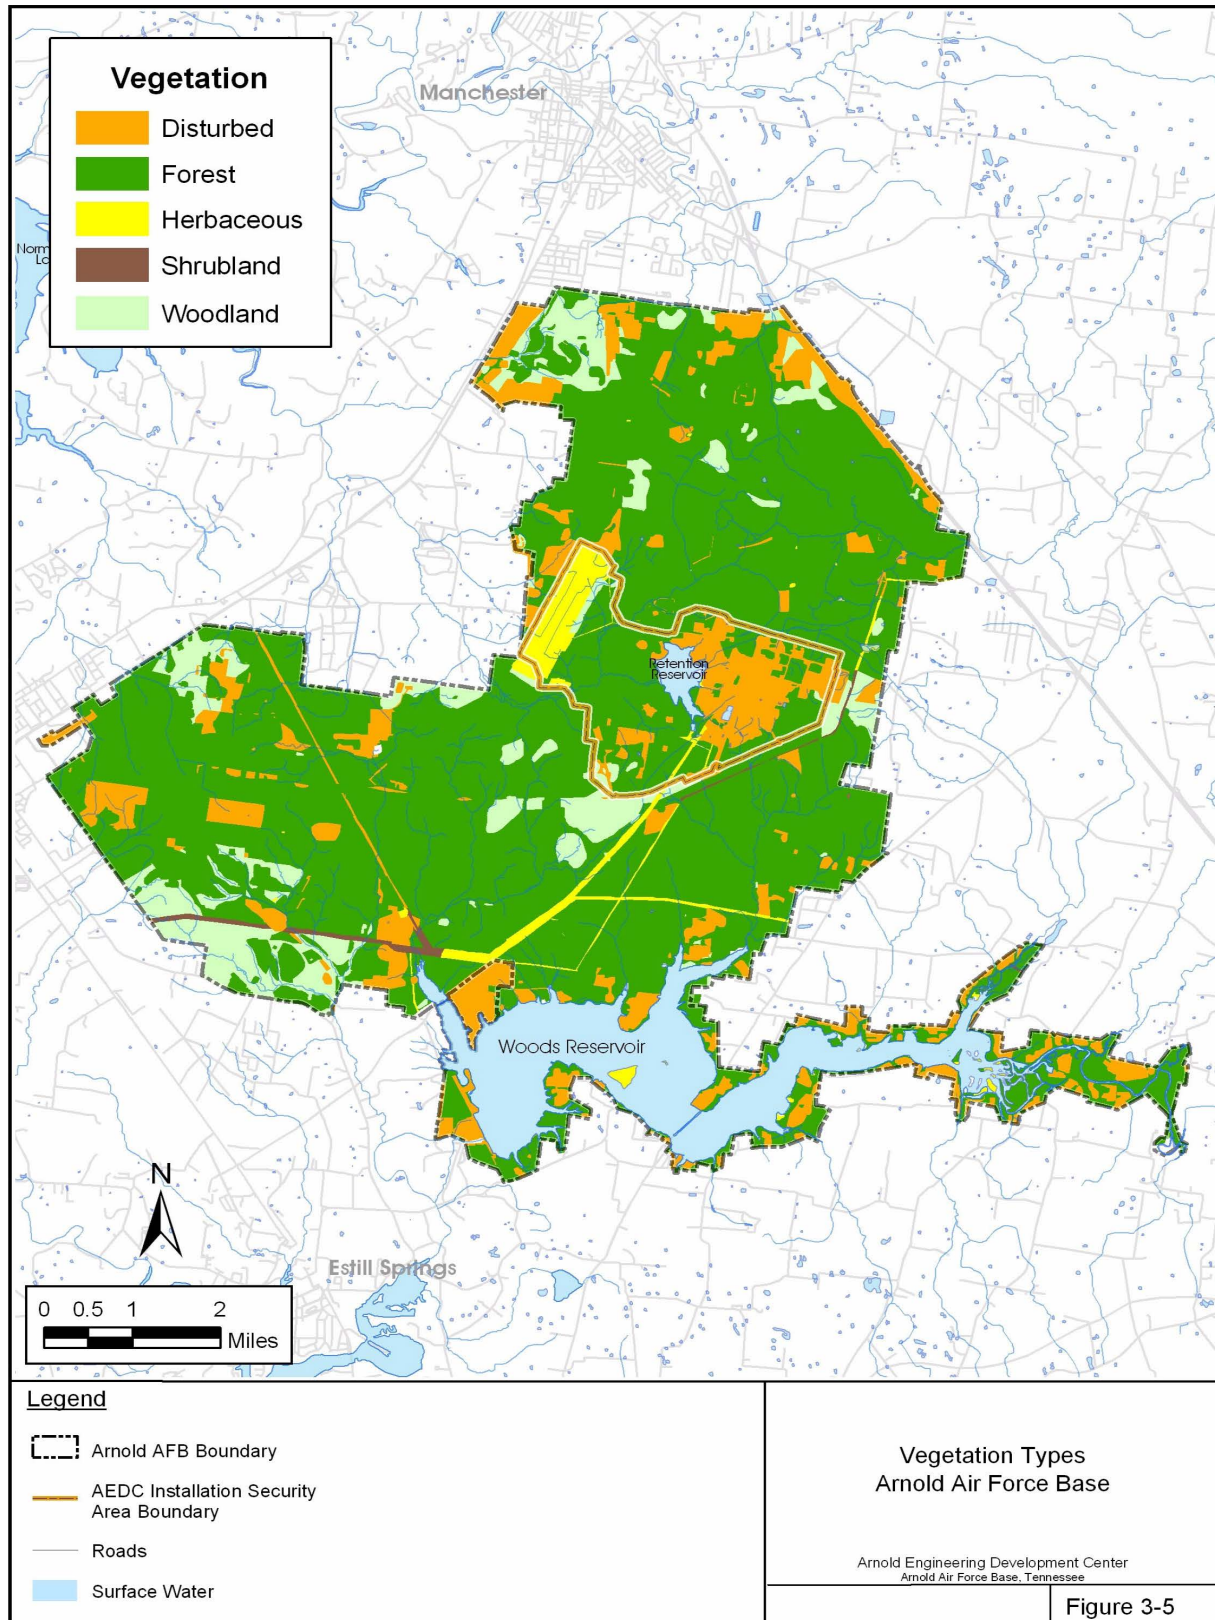 Vegetation
Disturbed
Forest
Herbaceous
Shrubland
Woodland
Manchester
Norm
La
Retention
Reservoir
Woods Reservoir
N
Estill Springs
0 0.5 1 2
Miles
Legend
Arnold AFB Boundary
AEDC Installation Security
Area Boundary
Roads
Surface Water
Vegetation Types
Arnold Air Force Base
Arnold Engineering Development Center
Arnold Air Force Base, Tennessee
Figure 3-5